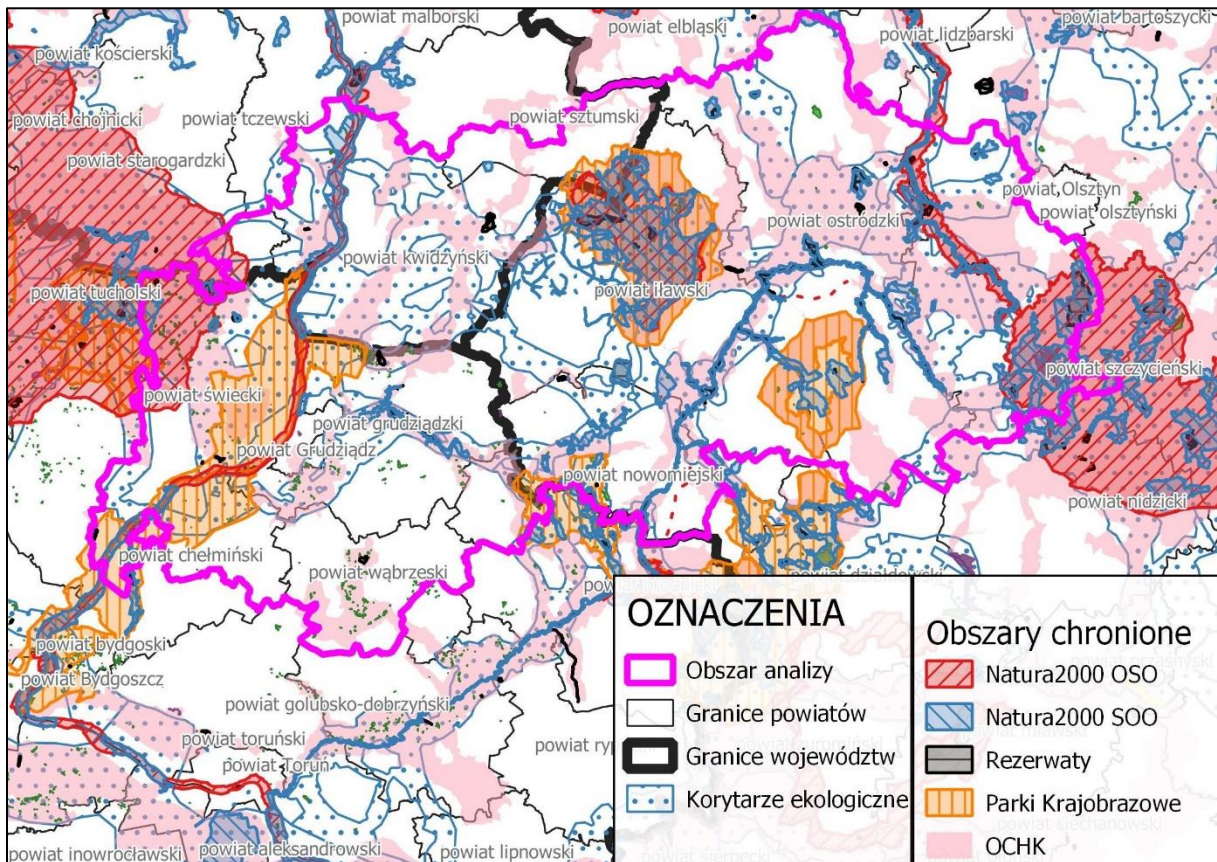 powiat malborski
powiat elbląski
powiat bartoszycki
powiat kościerski
powiat lidzbarski
powiat chojnicki
powiat tczewski
powiat sztumski
powiat starogardzki
powiat Olsztyn
powiat olsztyński
powiat ostródzki
powiat kwidzyński
powiat tucholski
powiat iławski
powiat szczycieński
powiat świecki
powiat grudziądzki
powiat Grudziądz
powiat nowomiejski
powiat nidzicki
powiat chełmiński
powiat wąbrzeski
powiat działdowski
powiat bydgoski
powiat Bydgoszcz
powiat golubsko-dobrzyński
powiat toruński
powiat Toruń
powiat inowrocławski
powiat aleksandrowski
powiat lipnowski
powiat sierpecki
OZNACZENIA
Obszar analizy
Granice powiatów
Granice województw
Korytarze ekologiczne
Obszary chronione
Natura2000 OSO
Natura2000 SOO
Rezerwaty
Parki Krajobrazowe
OCHK